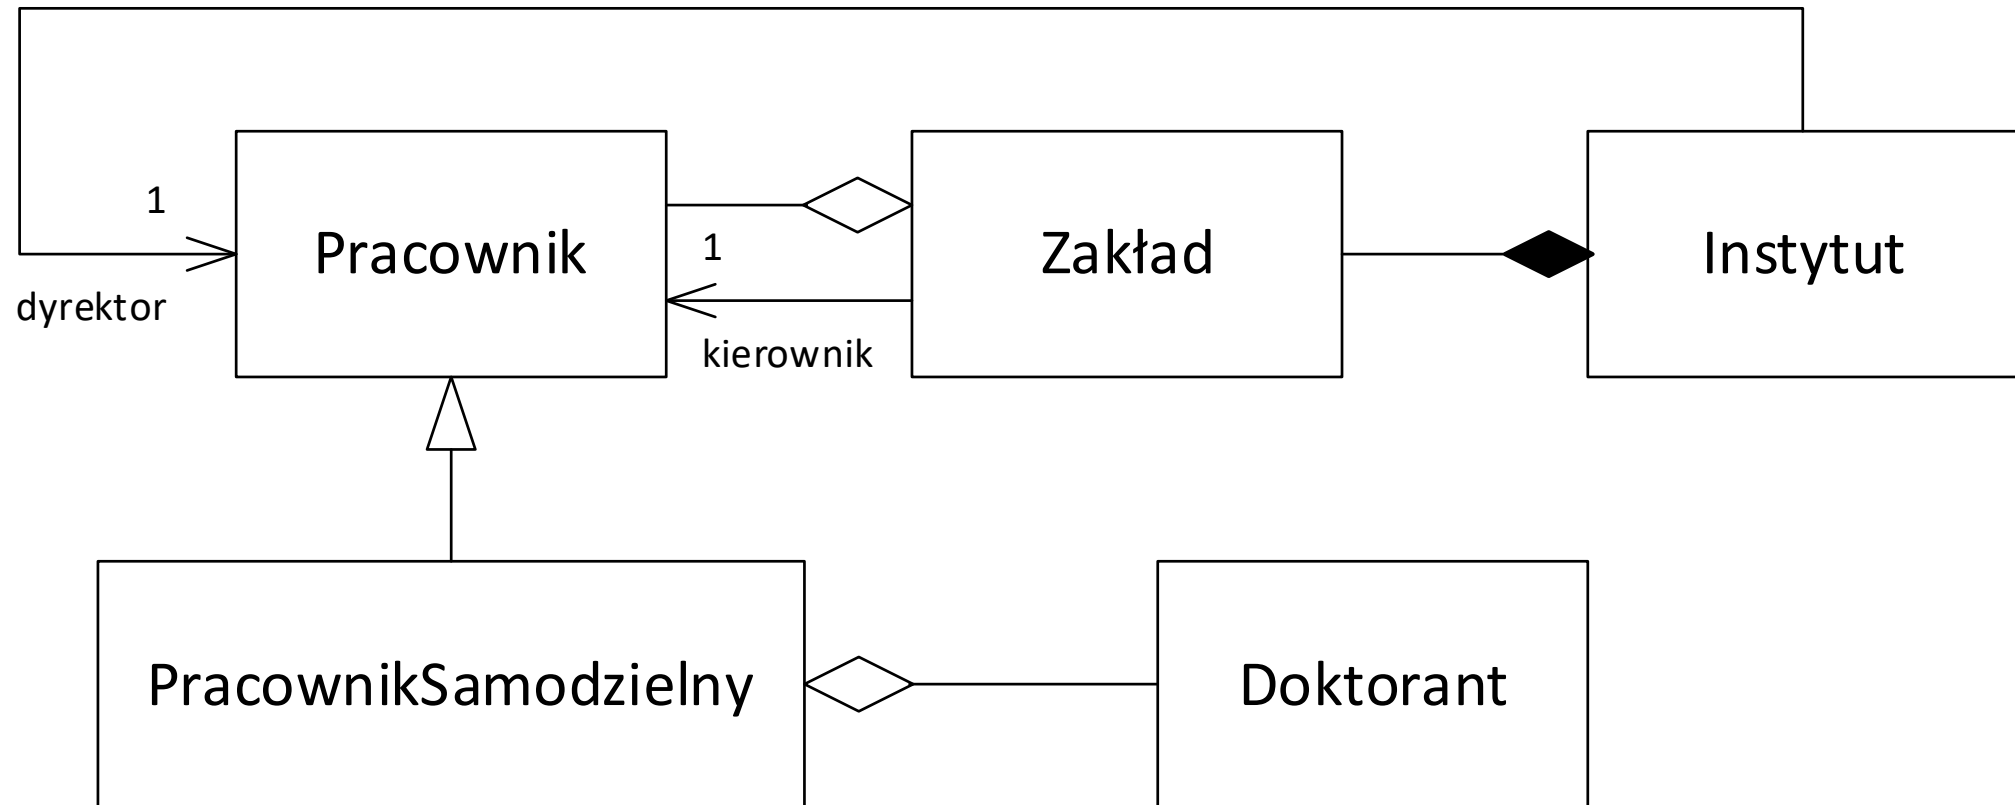 1
Pracownik
Zakład
Instytut
1
dyrektor
kierownik
PracownikSamodzielny
Doktorant